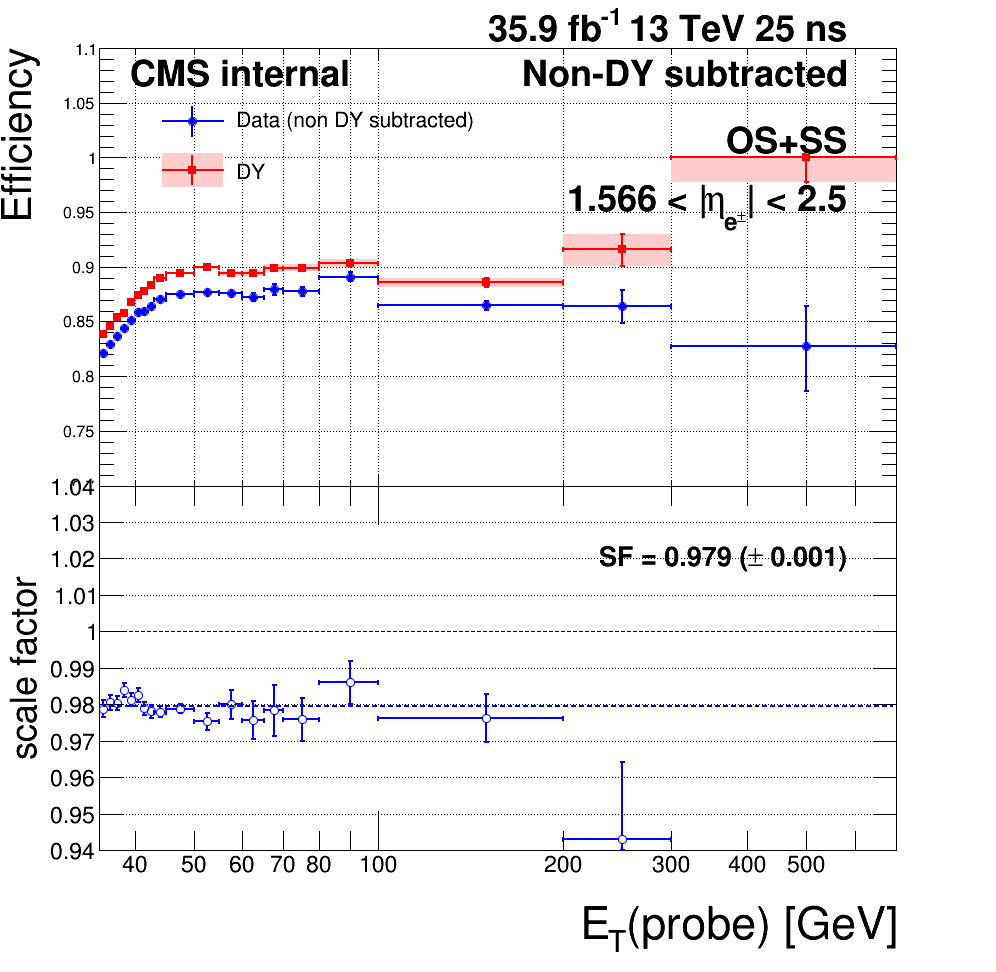 35.9 fb-1 13 TeV 25 ns
CMS internal
Non-DY subtracted
Data (non DY subtracted)
DY
OS+SS
1.566 < |ηe±| < 2.5
Efficiency
1.1
1.05
1
0.95
0.9
0.85
0.8
0.75
1.04
1.03
1.02
1.01
1
0.99
0.98
0.97
0.96
0.95
0.94
scale factor
SF = 0.979 (± 0.001)
40 50 60 70 80 100 200 300 400 500
ET(probe) [GeV]